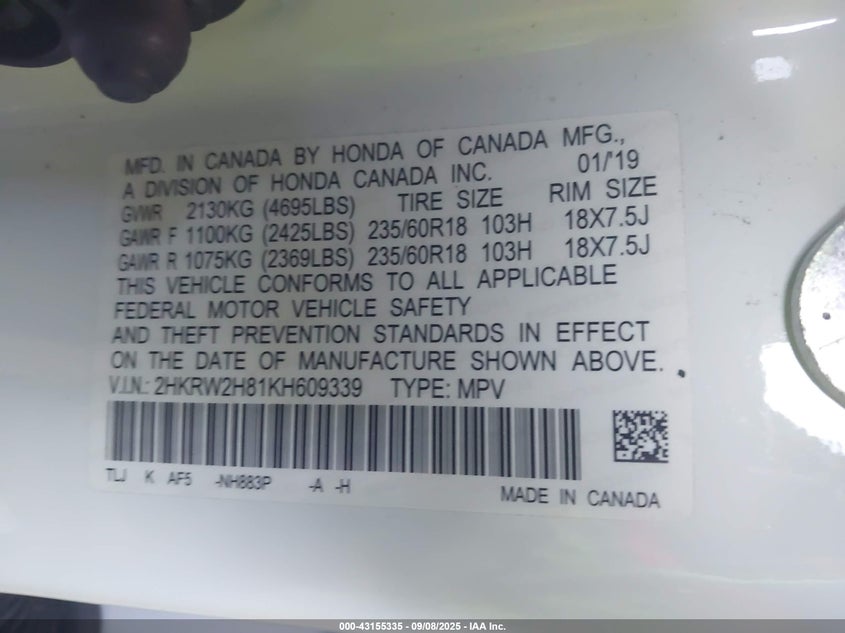 MFD. IN CANADA BY HONDA OF CANADA MFG.,
A DIVISION OF HONDA CANADA INC. 01/'19
GVWR 2130KG (4695LBS) TIRE SIZE RIM SIZE
GAWR F 1100KG (2425LBS) 235/60R18 103H 18X7.5J
GAWR R 1075KG (2369LBS) 235/60R18 103H 18X7.5J
THIS VEHICLE CONFORMS TO ALL APPLICABLE
FEDERAL MOTOR VEHICLE SAFETY
AND THEFT PREVENTION STANDARDS IN EFFECT
ON THE DATE OF MANUFACTURE SHOWN ABOVE.
V.I.N.: 2HKRW2H81KH609339 TYPE: MPV
TLJ K AF5 -NH883P -A -H
MADE IN CANADA
000-43155335 - 09/08/2025 - IAA Inc.